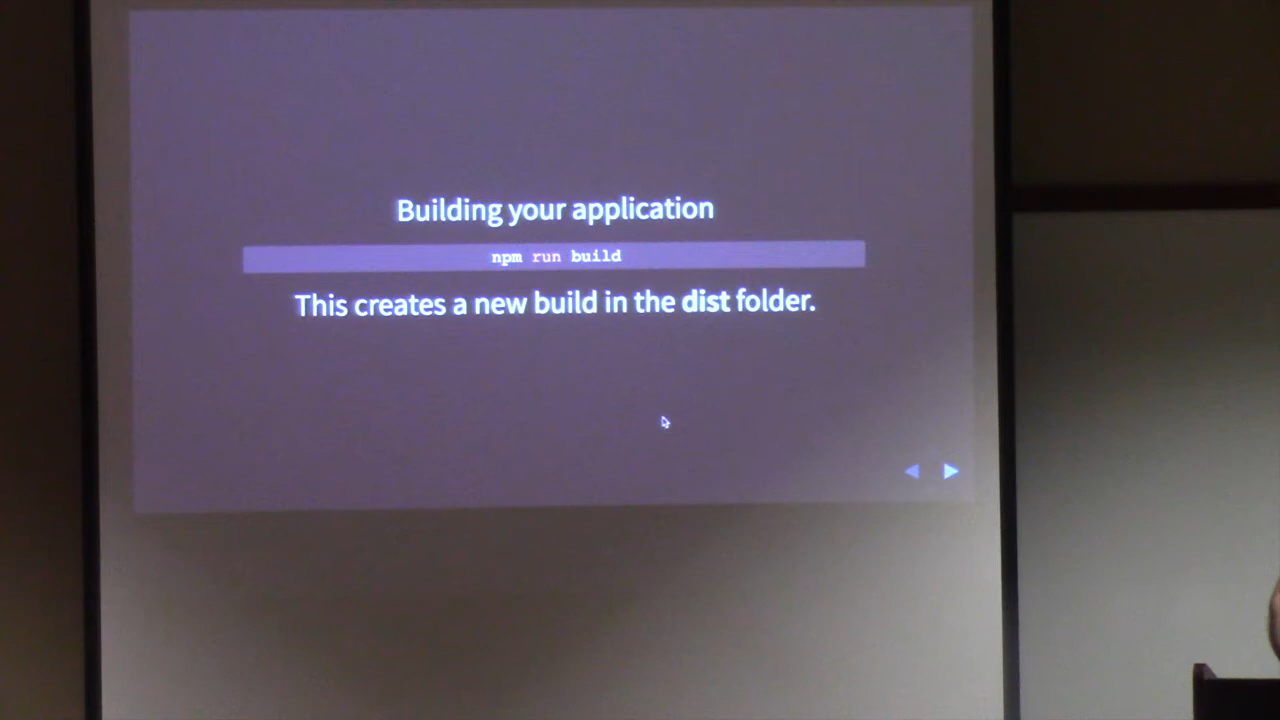 Building your application
npm run build
This creates a new build in the dist folder.